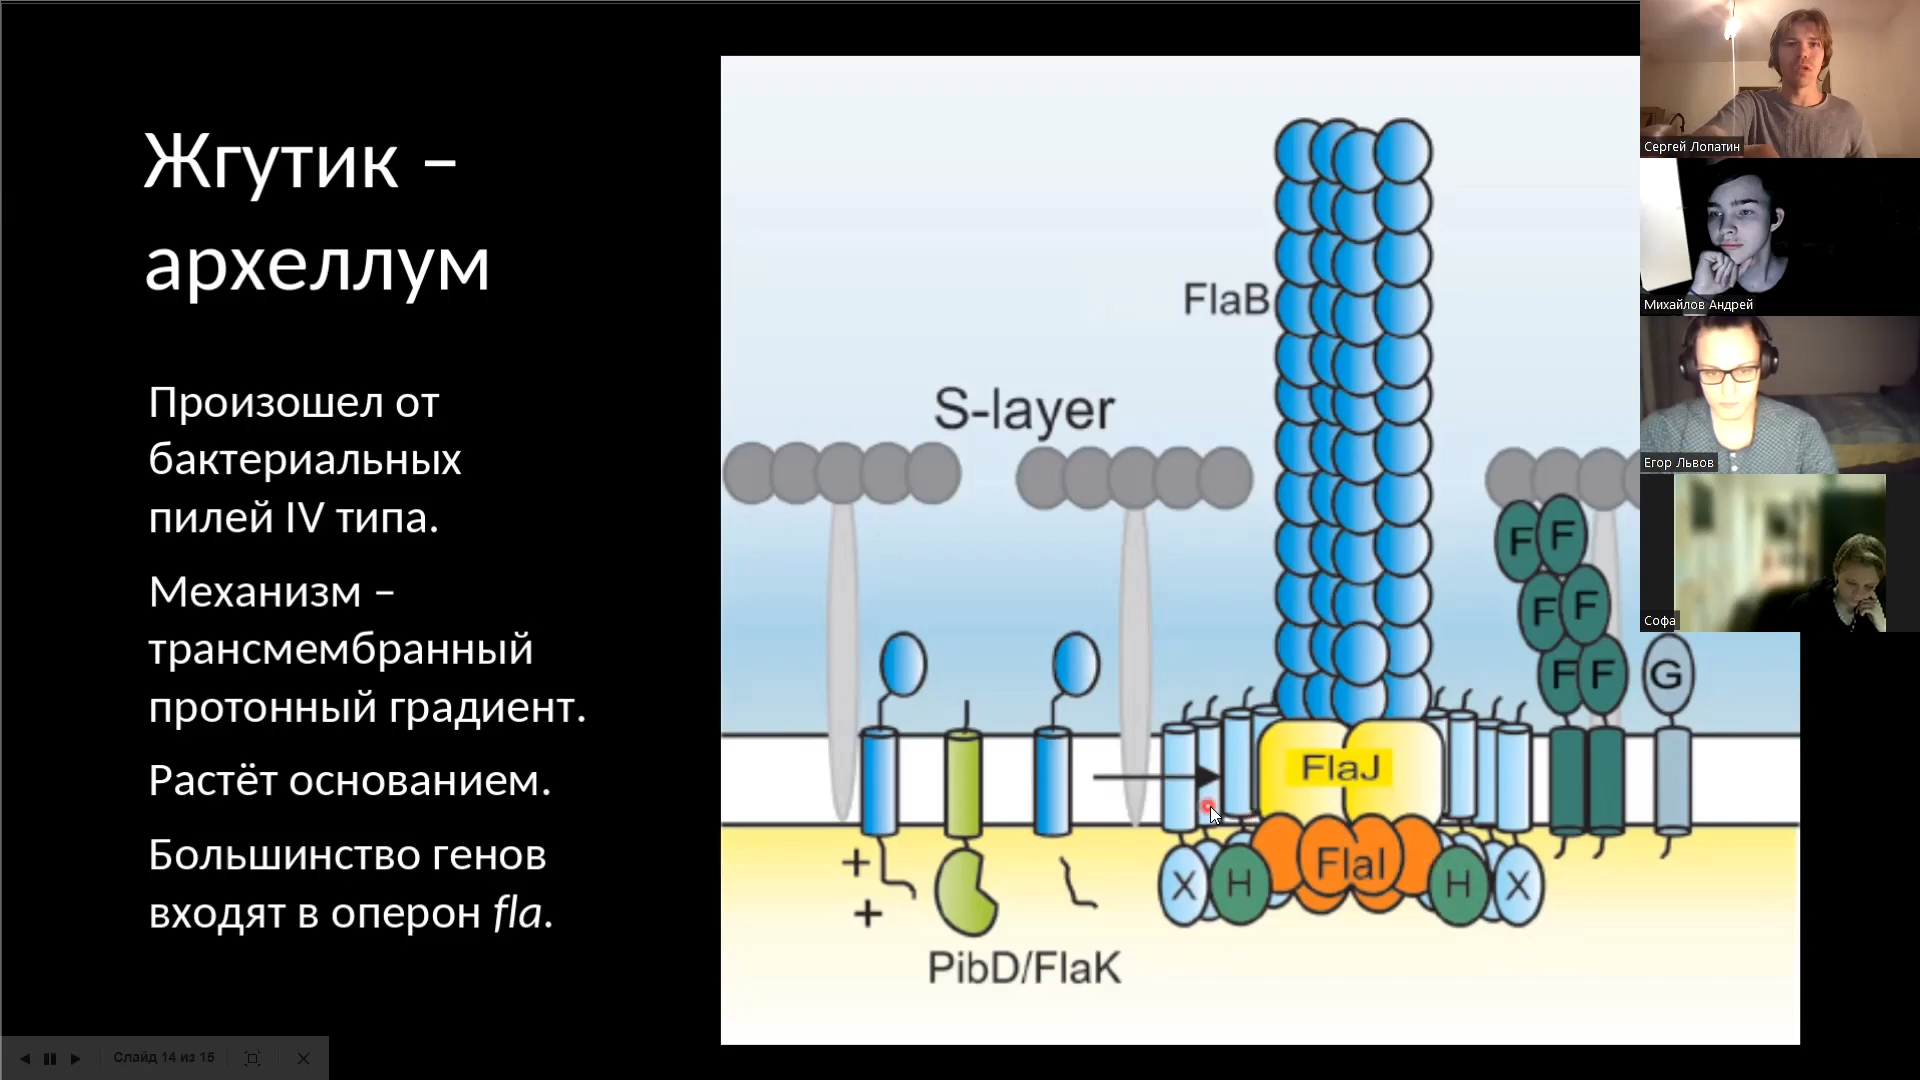 Жгутик –
археллум
Произошел от
бактериальных
пилей IV типа.
Механизм –
трансмембранный
протонный градиент.
Растёт основанием.
Большинство генов
входят в оперон fla.
FlaB
S-layer
F F
F F
F F
G
FlaJ
+
+
X H FlaI H X
PibD/FlaK
Сергей Лопатин
Михайлов Андрей
Егор Львов
Софа
Слайд 14 из 15